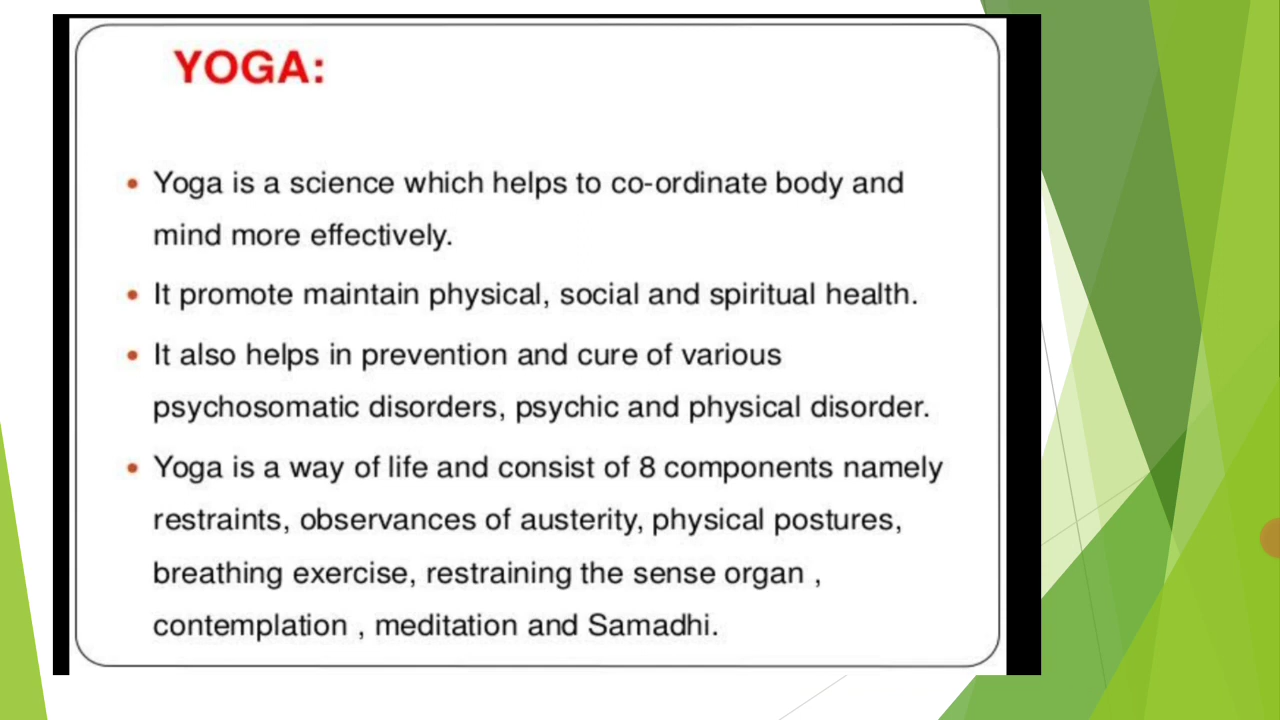 YOGA:
• Yoga is a science which helps to co-ordinate body and
mind more effectively.
• It promote maintain physical, social and spiritual health.
• It also helps in prevention and cure of various
psychosomatic disorders, psychic and physical disorder.
• Yoga is a way of life and consist of 8 components namely
restraints, observances of austerity, physical postures,
breathing exercise, restraining the sense organ ,
contemplation , meditation and Samadhi.